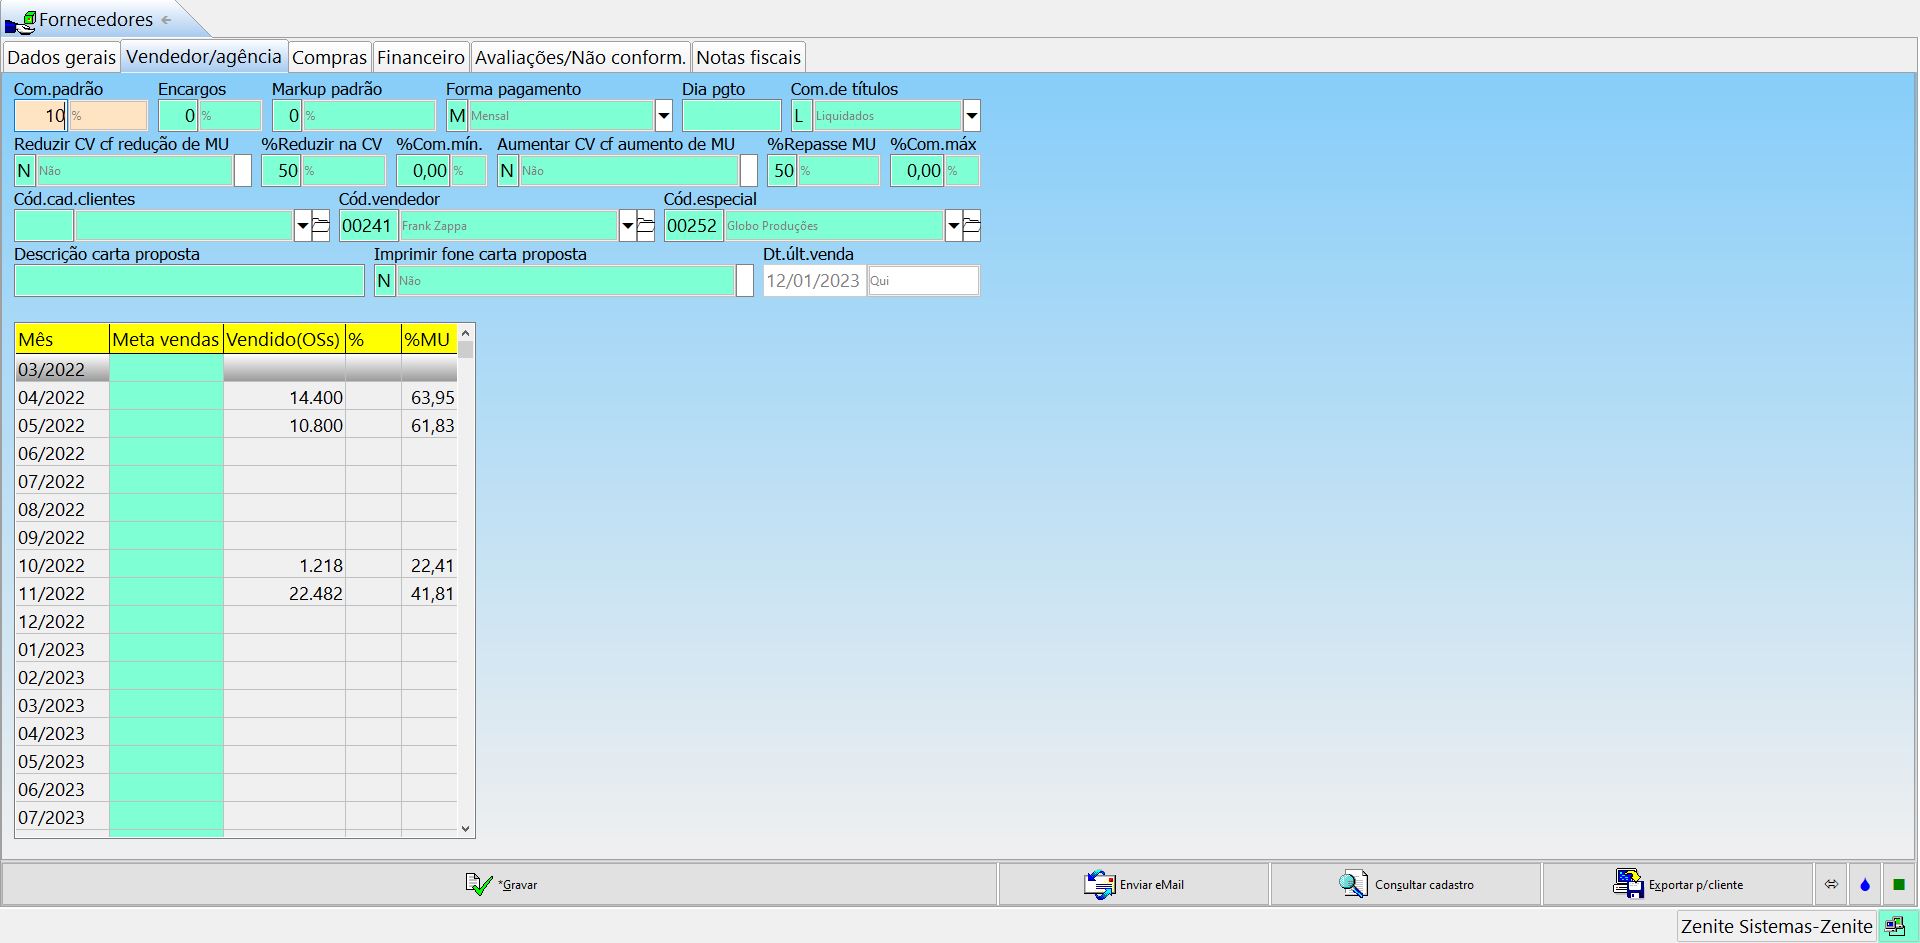 Fornecedores
Dados gerais Vendedor/agência Compras Financeiro Avaliações/Não conform. Notas fiscais
Com.padrão Encargos Markup padrão Forma pagamento Dia pgto Com.de títulos
10 % 0 % 0 % M Mensal L Liquidados
Reduzir CV cf redução de MU %Reduzir na CV %Com.mín. Aumentar CV cf aumento de MU %Repasse MU %Com.máx
N Não 50 % 0,00 % N Não 50 % 0,00 %
Cód.cad.clientes Cód.vendedor Cód.especial
00241 Frank Zappa 00252 Globo Produções
Descrição carta proposta Imprimir fone carta proposta Dt.últ.venda
N Não 12/01/2023 Qui
Mês Meta vendas Vendido(OSs) % %MU
03/2022
04/2022 14.400 63,95
05/2022 10.800 61,83
06/2022
07/2022
08/2022
09/2022
10/2022 1.218 22,41
11/2022 22.482 41,81
12/2022
01/2023
02/2023
03/2023
04/2023
05/2023
06/2023
07/2023
*Gravar Enviar eMail Consultar cadastro Exportar p/cliente
Zenite Sistemas-Zenite